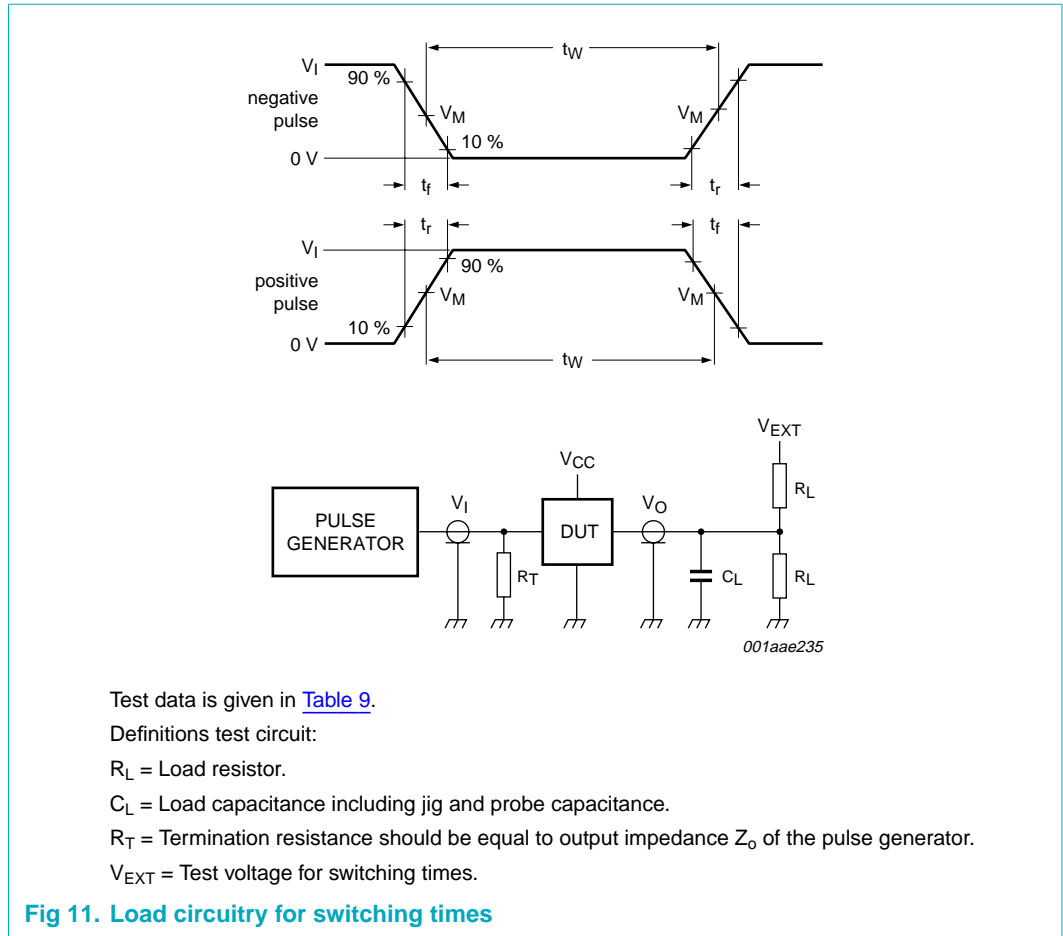 tW
VI
90 %
negative
pulse
VM
VM
10 %
0 V
tf
tr
tr
tf
VI
90 %
positive
pulse
VM
VM
10 %
0 V
tW
VEXT
VCC
RL
PULSE
GENERATOR
VI
DUT
VO
RT
CL
RL
001aae235
Test data is given in Table 9.
Definitions test circuit:
RL = Load resistor.
CL = Load capacitance including jig and probe capacitance.
RT = Termination resistance should be equal to output impedance Zo of the pulse generator.
VEXT = Test voltage for switching times.
Fig 11. Load circuitry for switching times